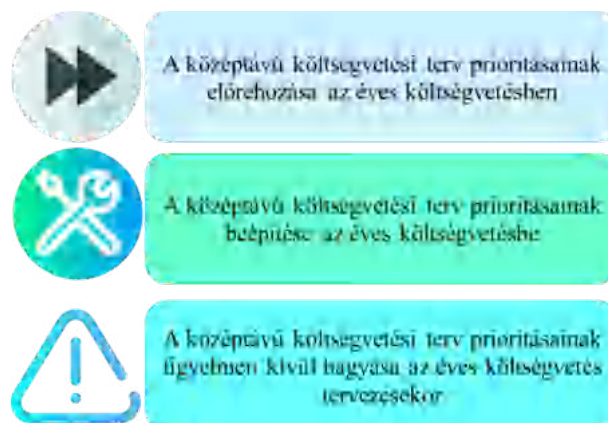 A középtávú költségvetési terv prioritásainak
előrehozása az éves költségvetésben
A középtávú költségvetési terv prioritásainak
beépítése az éves költségvetésbe
A középtávú költségvetési terv prioritásainak
figyelmen kívül hagyása az éves költségvetés
tervezésekor